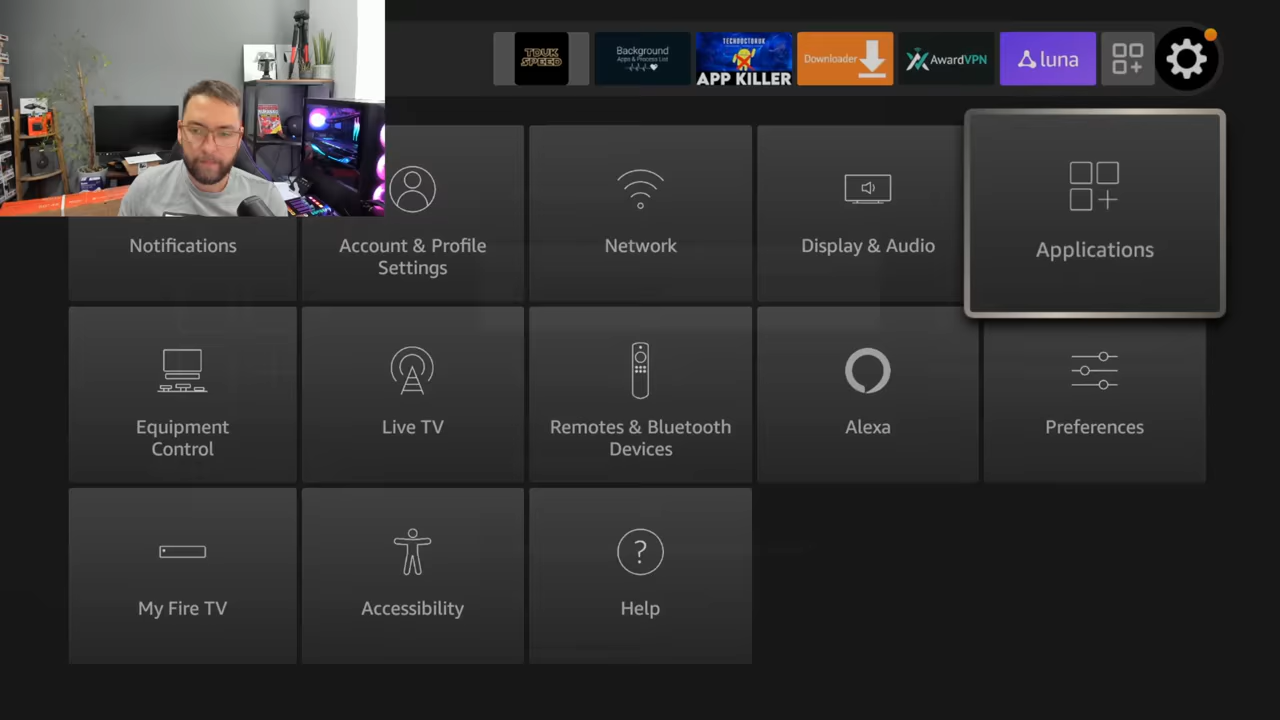 TDUK
SPEED
Background
Apps & Process List
TECHDOCTORUK
APP KILLER
Downloader
AwardVPN
luna
Notifications
Account & Profile
Settings
Network
Display & Audio
Applications
Equipment
Control
Live TV
Remotes & Bluetooth
Devices
Alexa
Preferences
My Fire TV
Accessibility
?
Help